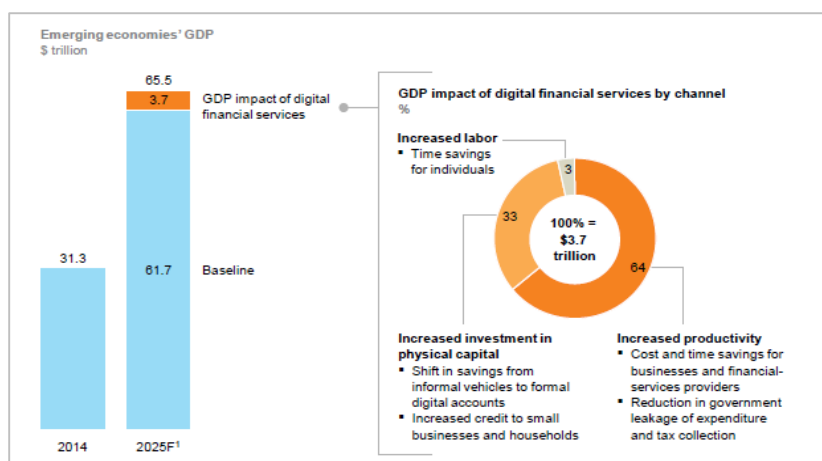 Emerging economies' GDP
$ trillion
65.5
3.7
GDP impact of digital
financial services
31.3
61.7
Baseline
2014
2025F¹
GDP impact of digital financial services by channel
%
Increased labor
▪ Time savings
for individuals
3
33
100% =
$3.7
trillion
64
Increased investment in
physical capital
▪ Shift in savings from
informal vehicles to formal
digital accounts
▪ Increased credit to small
businesses and households
Increased productivity
▪ Cost and time savings for
businesses and financial-
services providers
▪ Reduction in government
leakage of expenditure
and tax collection